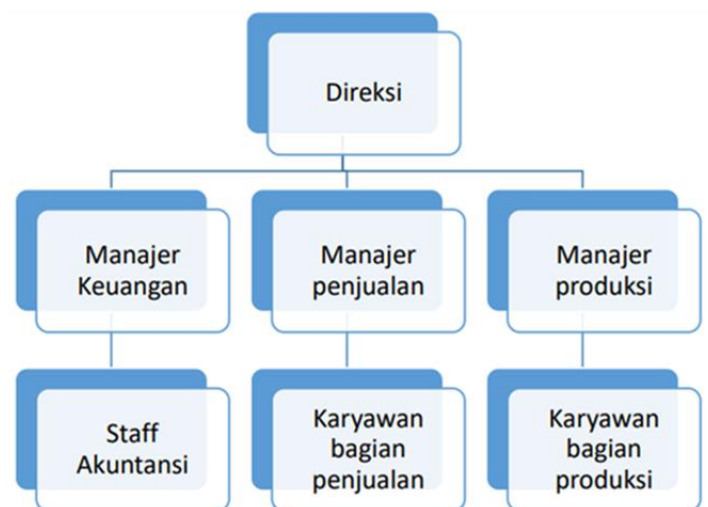 Direksi
Manajer
Keuangan
Manajer
penjualan
Manajer
produksi
Staff
Akuntansi
Karyawan
bagian
penjualan
Karyawan
bagian
produksi